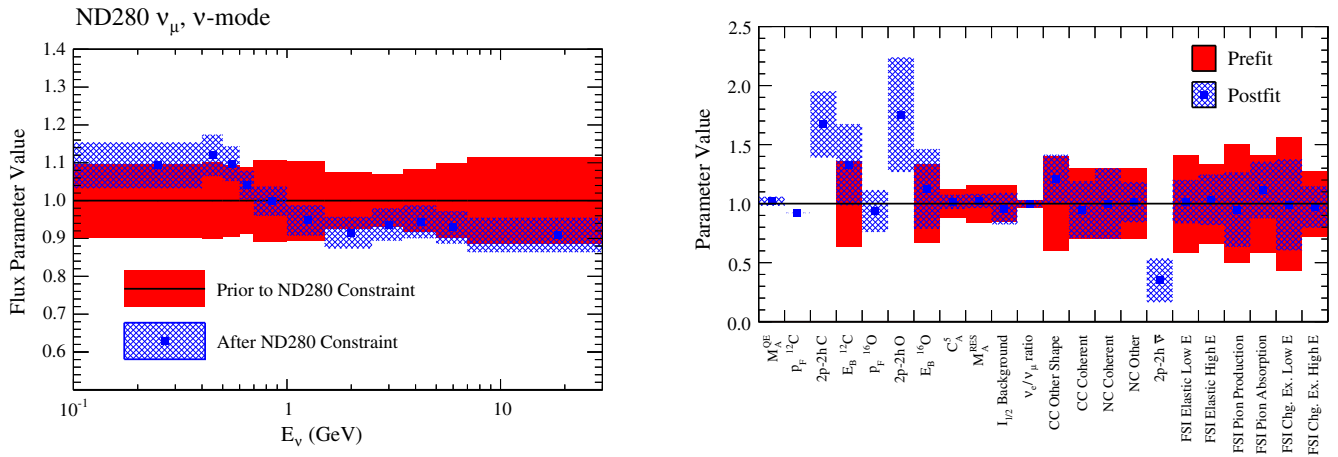 ND280 νμ, ν-mode
Flux Parameter Value
1.4
1.3
1.2
1.1
1.0
0.9
0.8
0.7
0.6
Prior to ND280 Constraint
After ND280 Constraint
10⁻¹
1
10
Eν (GeV)
Parameter Value
2.5
2.0
1.5
1.0
0.5
0.0
Prefit
Postfit
M_A^QE
p_F ¹²C
2p-2h C
E_B ¹²C
p_F ¹⁶O
2p-2h O
E_B ¹⁶O
C_A^5
M_A^RES
I_1/2 Background
ν_e/ν_μ ratio
CC Other Shape
CC Coherent
NC Coherent
NC Other
2p-2h ν̅
FSI Elastic Low E
FSI Elastic High E
FSI Pion Production
FSI Pion Absorption
FSI Chg. Ex. Low E
FSI Chg. Ex. High E